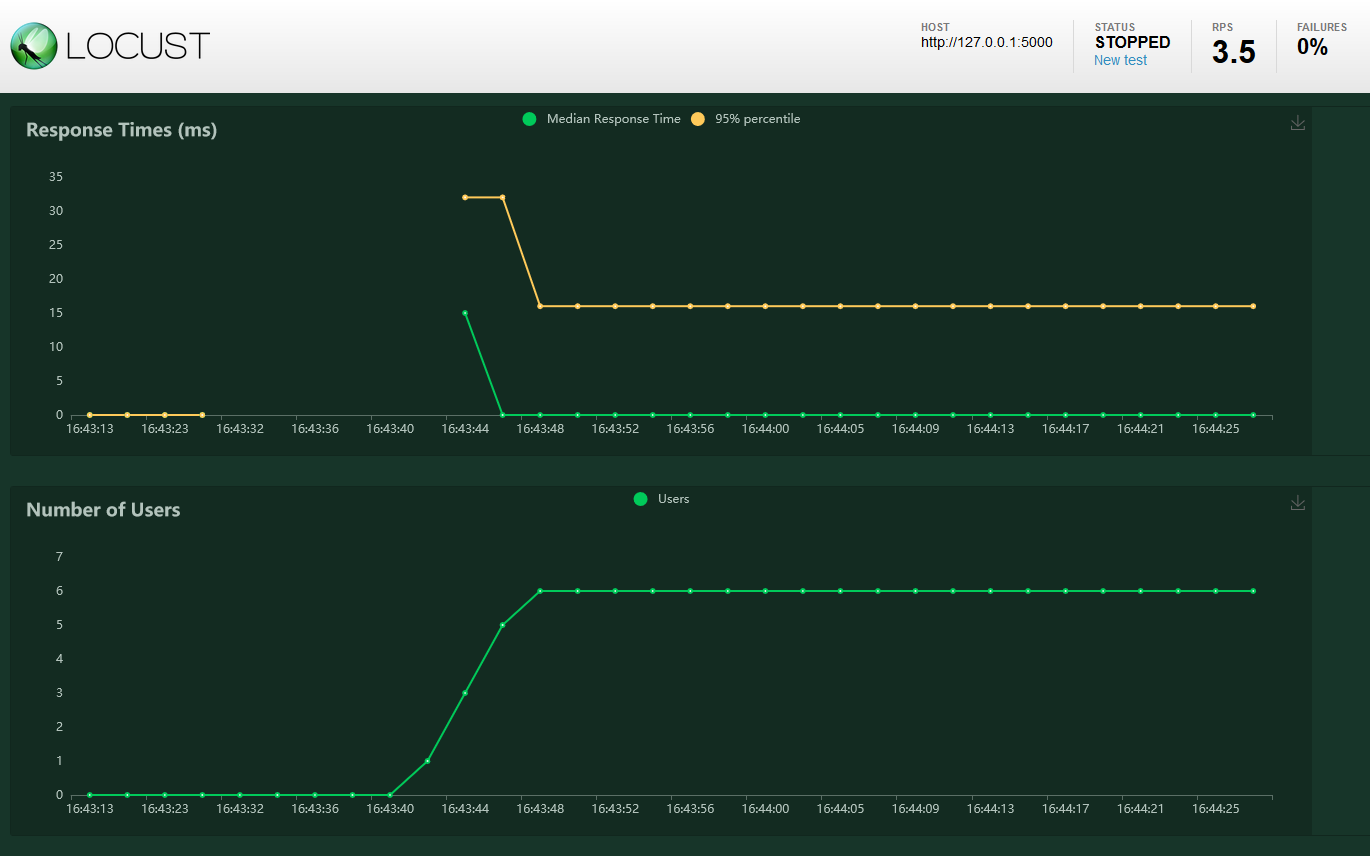 LOCUST
HOST
http://127.0.0.1:5000
STATUS
STOPPED
New test
RPS
3.5
FAILURES
0%
Response Times (ms)
Median Response Time 95% percentile
35
30
25
20
15
10
5
0
16:43:13 16:43:23 16:43:32 16:43:36 16:43:40 16:43:44 16:43:48 16:43:52 16:43:56 16:44:00 16:44:05 16:44:09 16:44:13 16:44:17 16:44:21 16:44:25
Number of Users
Users
7
6
5
4
3
2
1
0
16:43:13 16:43:23 16:43:32 16:43:36 16:43:40 16:43:44 16:43:48 16:43:52 16:43:56 16:44:00 16:44:05 16:44:09 16:44:13 16:44:17 16:44:21 16:44:25